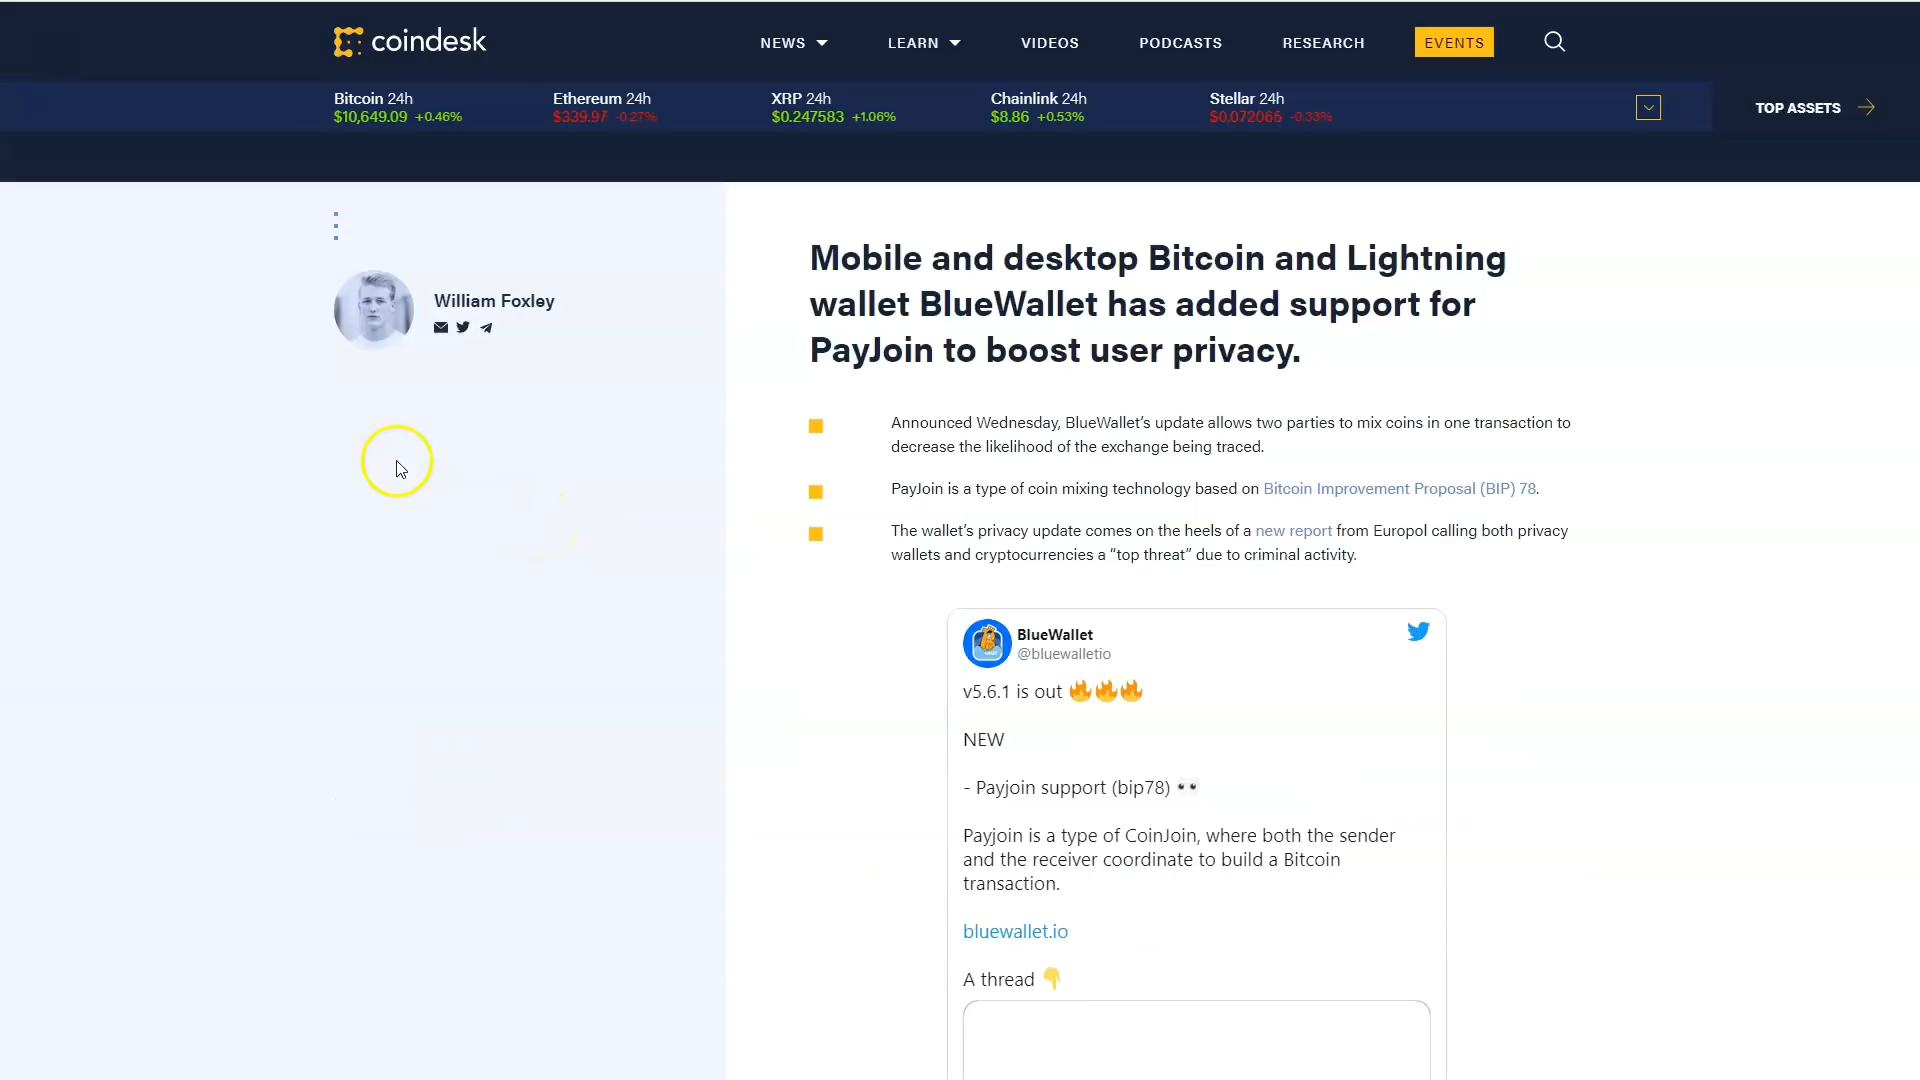 coindesk
NEWS LEARN VIDEOS PODCASTS RESEARCH EVENTS
Bitcoin 24h
$10,649.09 +0.46%
Ethereum 24h
$339.97 -0.27%
XRP 24h
$0.247583 +1.06%
Chainlink 24h
$8.86 +0.53%
Stellar 24h
$0.072065 -0.33%
TOP ASSETS
William Foxley
Mobile and desktop Bitcoin and Lightning
wallet BlueWallet has added support for
PayJoin to boost user privacy.
Announced Wednesday, BlueWallet’s update allows two parties to mix coins in one transaction to
decrease the likelihood of the exchange being traced.
PayJoin is a type of coin mixing technology based on Bitcoin Improvement Proposal (BIP) 78.
The wallet’s privacy update comes on the heels of a new report from Europol calling both privacy
wallets and cryptocurrencies a “top threat” due to criminal activity.
BlueWallet
@bluewalletio
v5.6.1 is out 🔥🔥🔥
NEW
- Payjoin support (bip78) 👀
Payjoin is a type of CoinJoin, where both the sender
and the receiver coordinate to build a Bitcoin
transaction.
bluewallet.io
A thread 👇